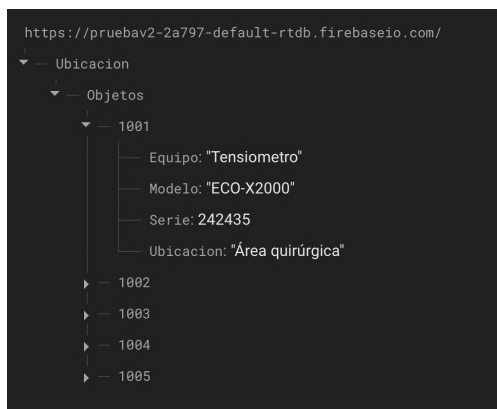 https://pruebav2-2a797-default-rtdb.firebaseio.com/
Ubicacion
Objetos
1001
Equipo: "Tensiometro"
Modelo: "ECO-X2000"
Serie: 242435
Ubicacion: "Área quirúrgica"
1002
1003
1004
1005